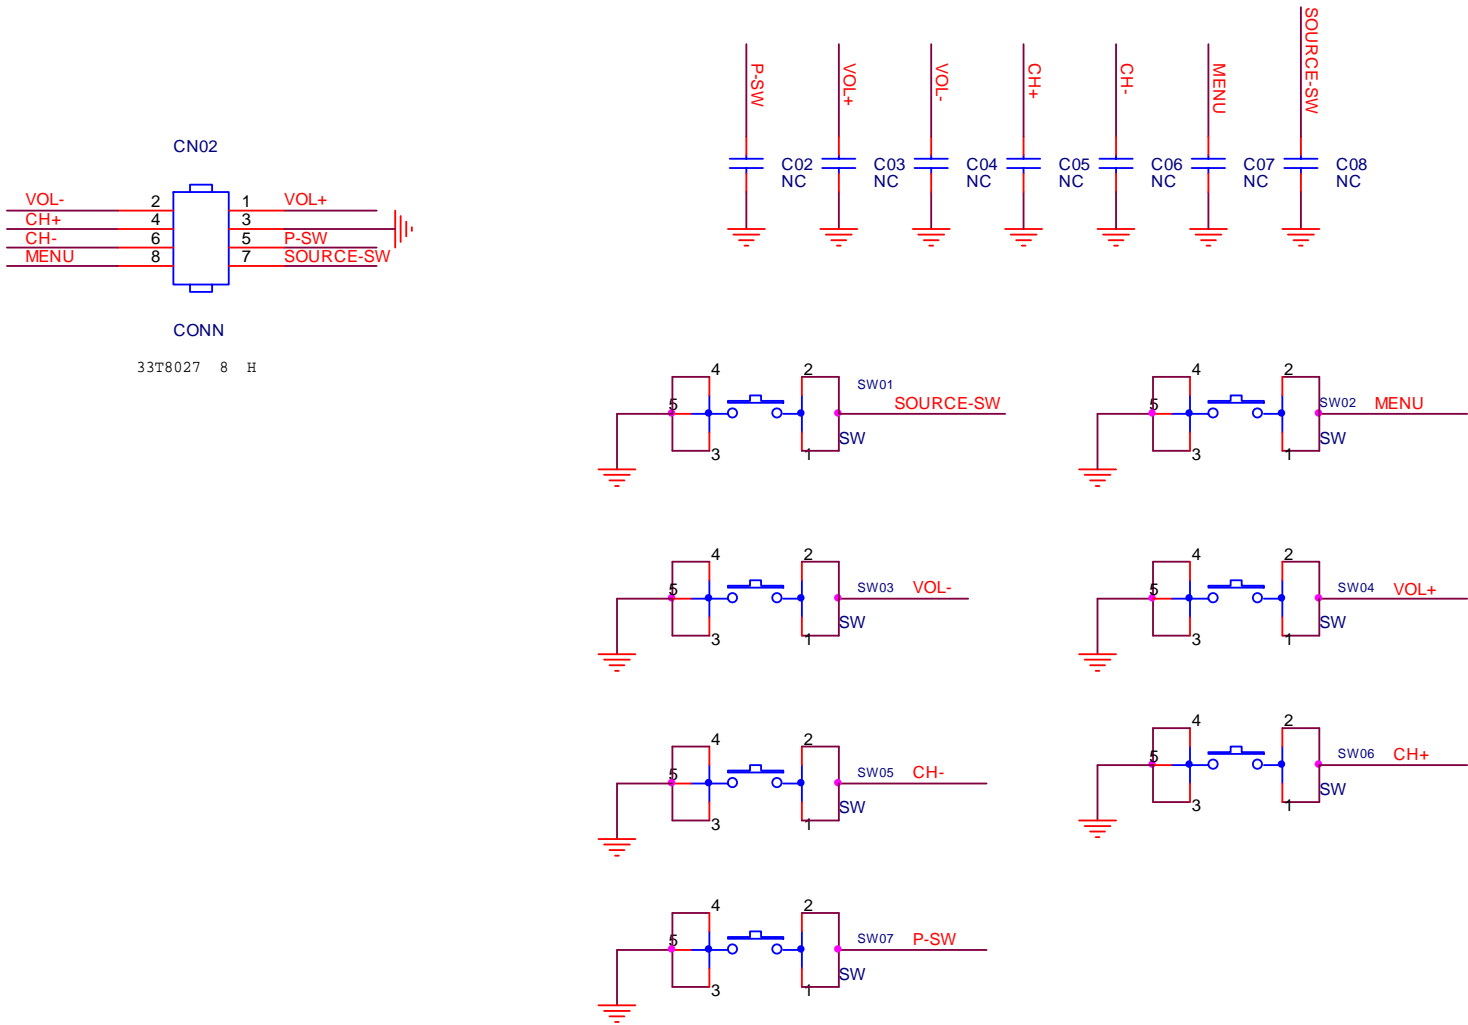 SOURCE-SW
P-SW
VOL+
VOL-
CH+
CH-
MENU
C02
NC
C03
NC
C04
NC
C05
NC
C06
NC
C07
NC
C08
NC
CN02
VOL- 2 1 VOL+
CH+ 4 3
CH- 6 5 P-SW
MENU 8 7 SOURCE-SW
CONN
33T8027 8 H
4 2 SW01
5 SOURCE-SW
SW
3 1
4 2
5 SW02 MENU
SW
3 1
4 2
5 SW03 VOL-
SW
3 1
4 2
5 SW04 VOL+
SW
3 1
4 2
5 SW05 CH-
SW
3 1
4 2
5 SW06 CH+
SW
3 1
4 2
5 SW07 P-SW
SW
3 1